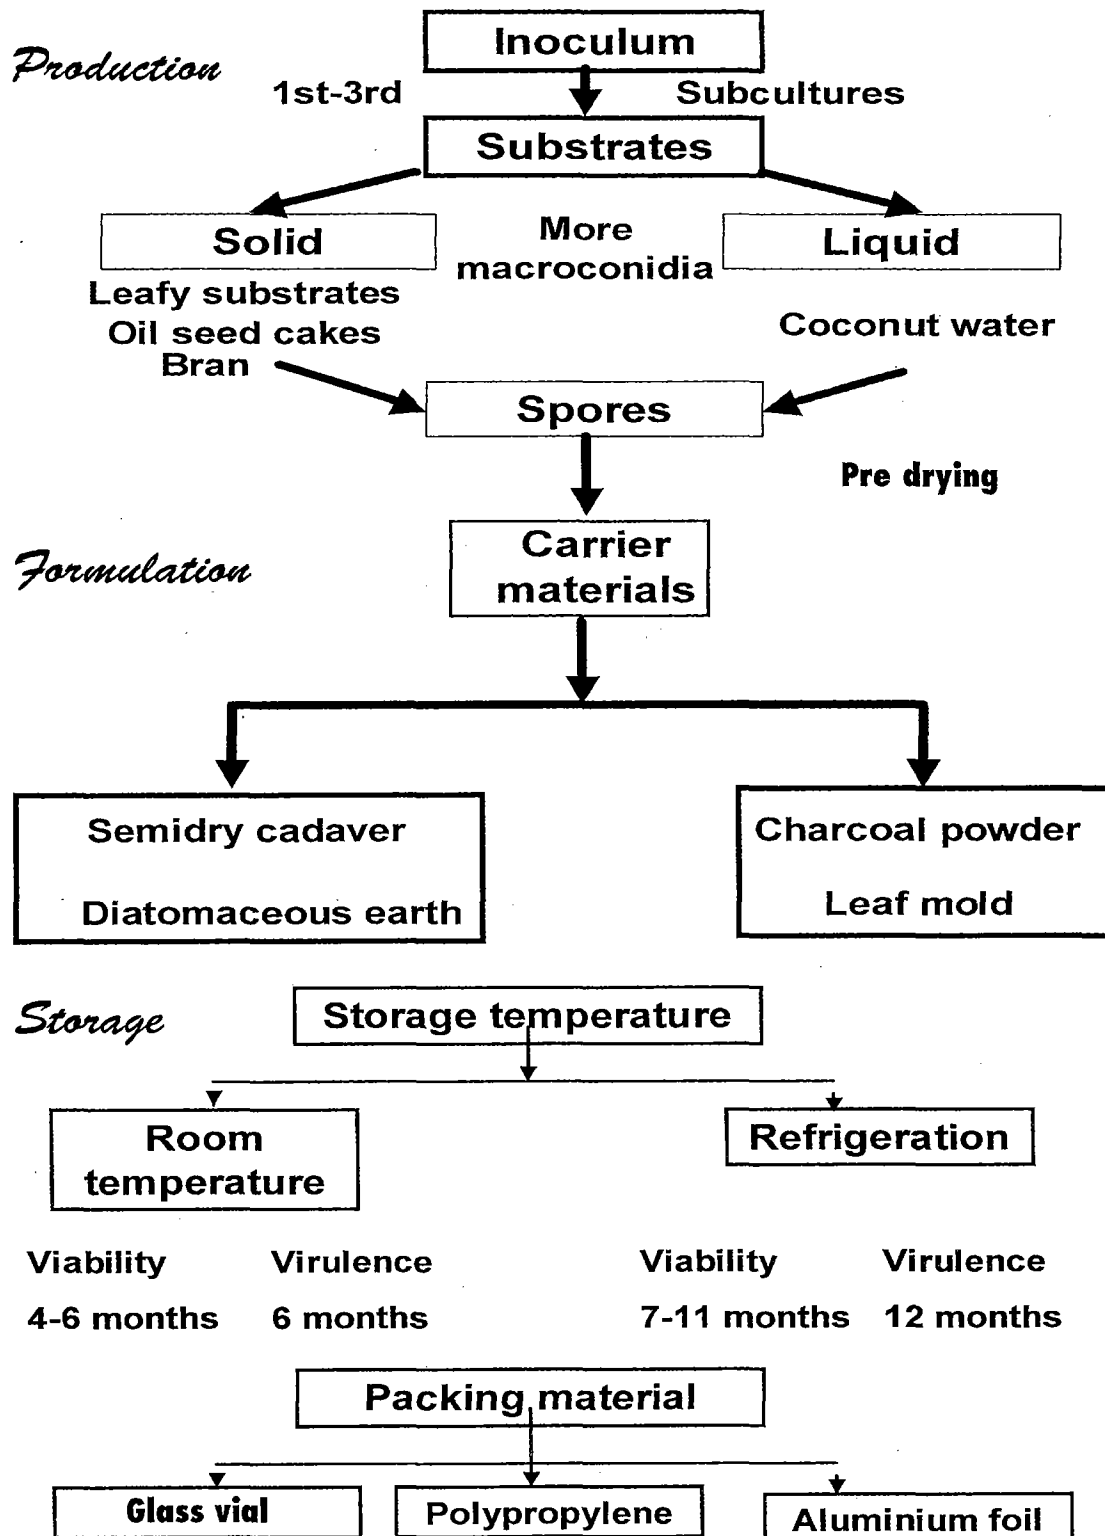 Production
Inoculum
1st-3rd
Subcultures
Substrates
Solid
More
macroconidia
Liquid
Leafy substrates
Oil seed cakes
Bran
Coconut water
Spores
Pre drying
Formulation
Carrier
materials
Semidry cadaver
Diatomaceous earth
Charcoal powder
Leaf mold
Storage
Storage temperature
Room
temperature
Refrigeration
Viability Virulence
4-6 months 6 months
Viability Virulence
7-11 months 12 months
Packing material
Glass vial
Polypropylene
Aluminium foil